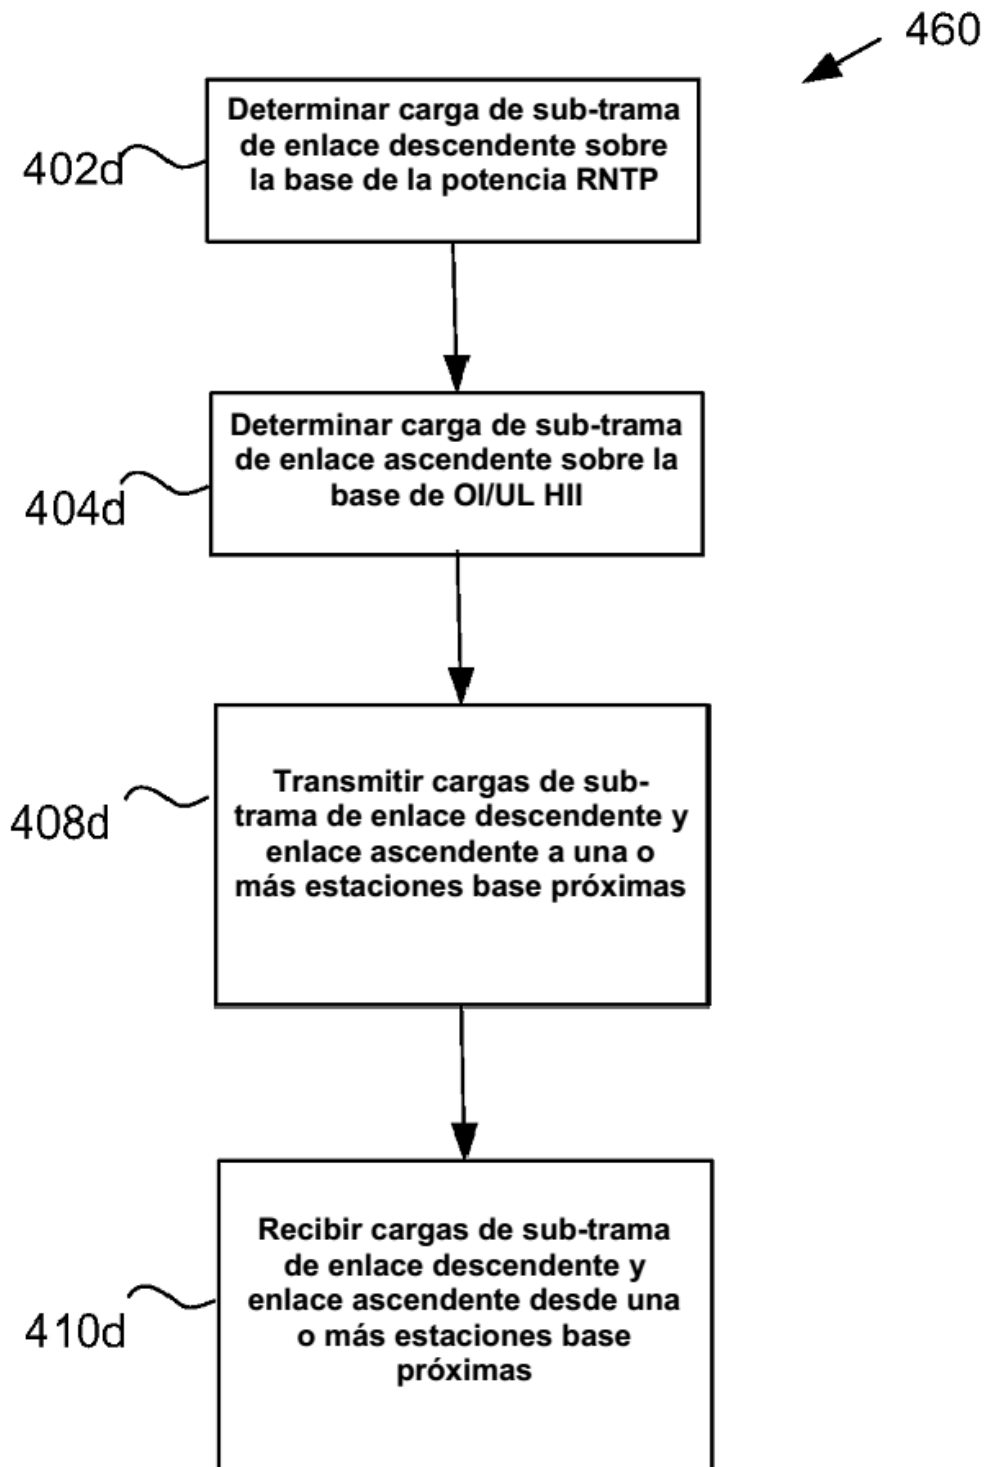 460
Determinar carga de sub-trama
de enlace descendente sobre
la base de la potencia RNTP
402d
Determinar carga de sub-trama
de enlace ascendente sobre la
base de OI/UL HII
404d
Transmitir cargas de sub-
trama de enlace descendente y
enlace ascendente a una o
más estaciones base próximas
408d
Recibir cargas de sub-trama
de enlace descendente y
enlace ascendente desde una
o más estaciones base
próximas
410d